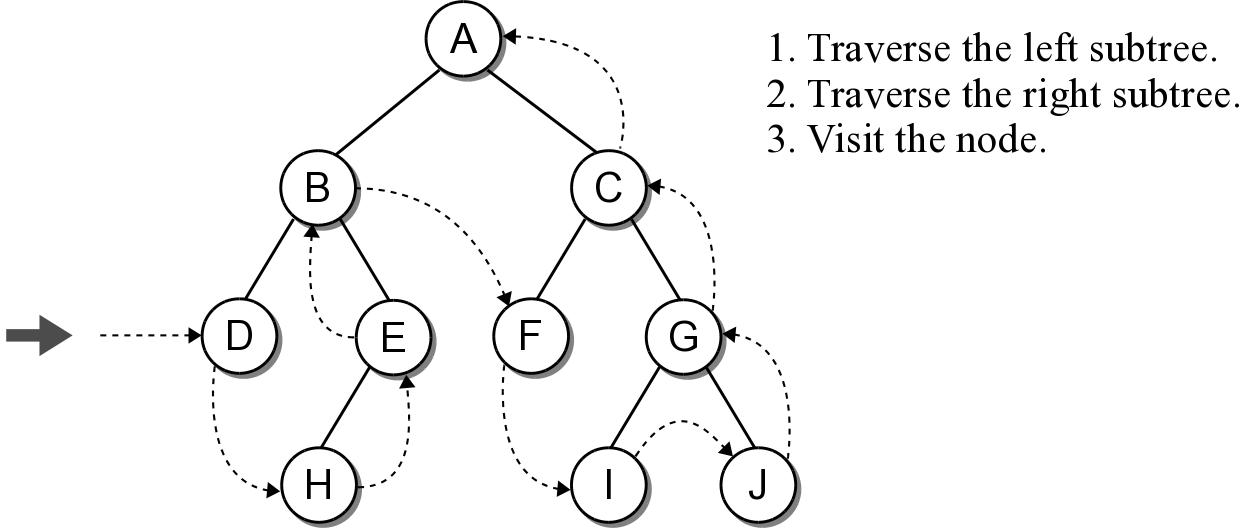 A
1. Traverse the left subtree.
2. Traverse the right subtree.
3. Visit the node.
B
C
D
E
F
G
H
I
J